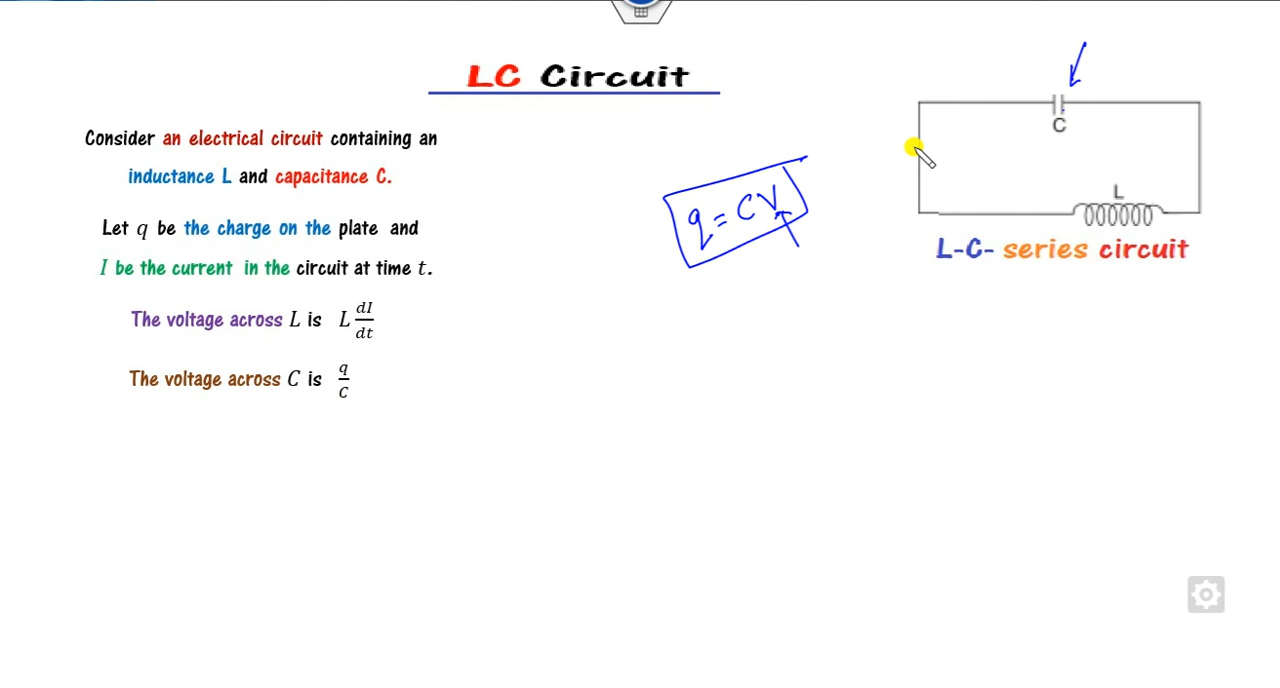 LC Circuit
Consider an electrical circuit containing an
inductance L and capacitance C.
Let q be the charge on the plate and
I be the current in the circuit at time t.
The voltage across L is L dI/dt
The voltage across C is q/C
q = CV
C
L
L-C- series circuit